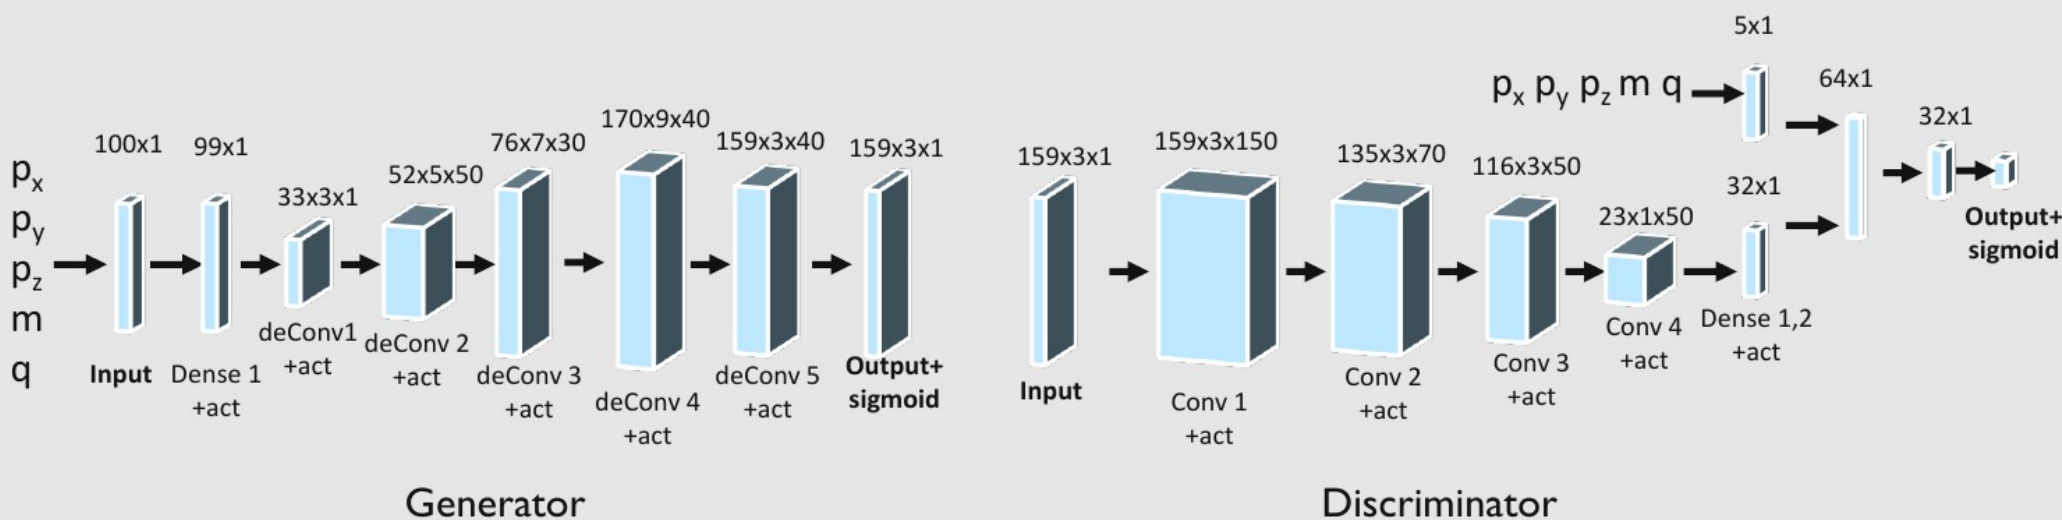 p_x
p_y
p_z
m
q
100x1
Input
99x1
Dense 1
+act
33x3x1
deConv1
+act
52x5x50
deConv 2
+act
76x7x30
deConv 3
+act
170x9x40
deConv 4
+act
159x3x40
deConv 5
+act
159x3x1
Output+
sigmoid
Generator
159x3x1
Input
159x3x150
Conv 1
+act
135x3x70
Conv 2
+act
116x3x50
Conv 3
+act
23x1x50
Conv 4
+act
32x1
Dense 1,2
+act
p_x p_y p_z m q
5x1
64x1
32x1
Output+
sigmoid
Discriminator